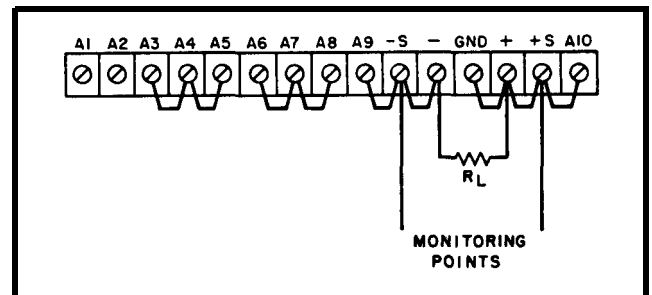 A1 A2 A3 A4 A5 A6 A7 A8 A9 -S - GND + +S A10
RL
MONITORING
POINTS